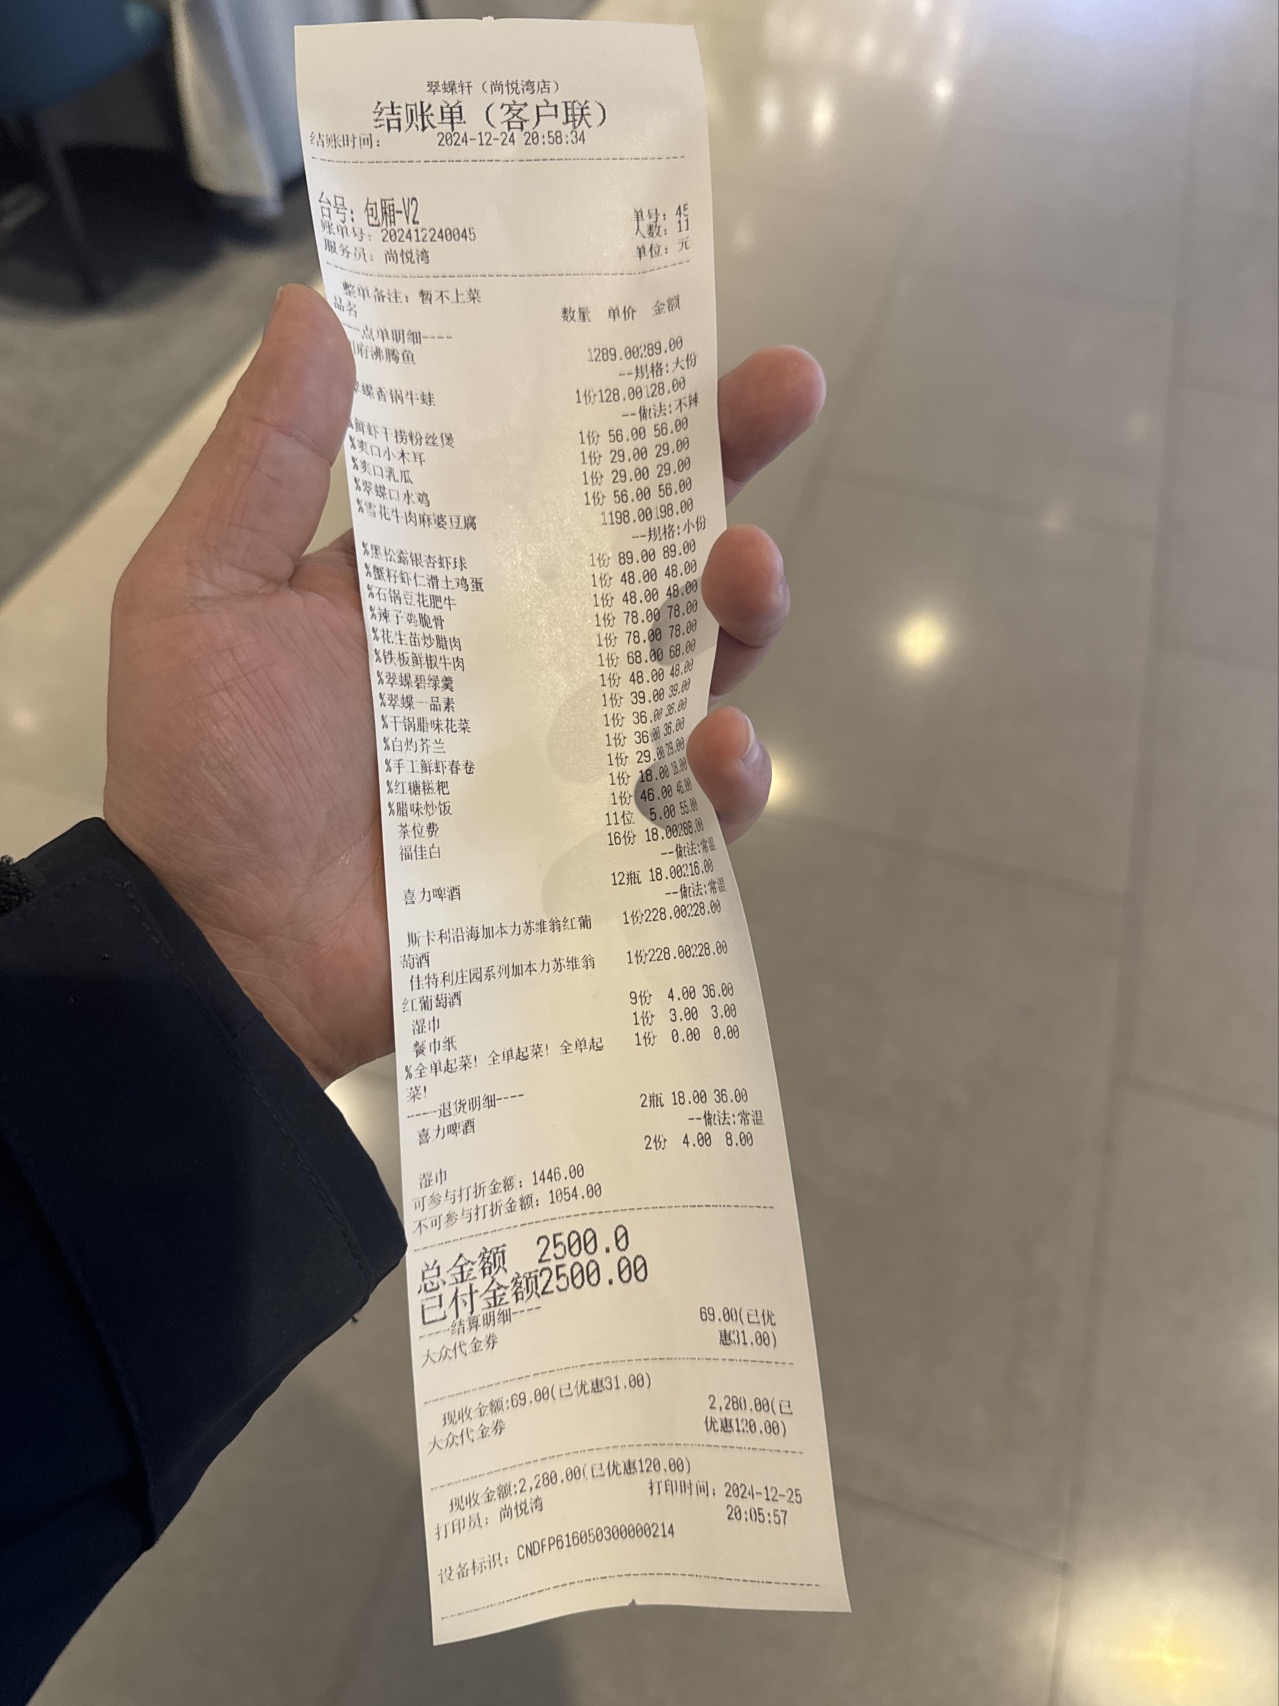 翠蝶轩（尚悦湾店）
结账单（客户联）
结账时间： 2024-12-24 20:58:34
台号：包厢-V2 单号：45
账单号：202412240045 人数：11
服务员：尚悦湾 单位：元
整单备注：暂不上菜
品名 数量 单价 金额
点单明细----
府沸腾鱼 1289.00289.00
--规格:大份
翠蝶香锅牛蛙 1份128.00128.00
--做法:不辣
%鲜虾干捞粉丝煲 1份 56.00 56.00
%爽口小木耳 1份 29.00 29.00
%爽口乳瓜 1份 29.00 29.00
%翠蝶口水鸡 1份 56.00 56.00
%雪花牛肉麻婆豆腐 1198.00198.00
--规格:小份
%黑松露银杏虾球 1份 89.00 89.00
%蟹籽虾仁滑土鸡蛋 1份 48.00 48.00
%石锅豆花肥牛 1份 48.00 48.00
%辣子鸡脆骨 1份 78.00 78.00
%花生苗炒腊肉 1份 78.00 78.00
%铁板鲜椒牛肉 1份 68.00 68.00
%翠蝶碧绿羹 1份 48.00 48.00
%翠蝶一品素 1份 39.00 39.00
%干锅腊味花菜 1份 36.00 36.00
%白灼芥兰 1份 36.00 36.00
%手工鲜虾春卷 1份 29.00 29.00
%红糖糍粑 1份 18.00 18.00
%腊味炒饭 1份 46.00 46.00
茶位费 11位 5.00 55.00
福佳白 16份 18.00288.00
--做法:常温
喜力啤酒 12瓶 18.00216.00
--做法:常温
斯卡利沿海加本力苏维翁红葡 1份228.00228.00
萄酒
佳特利庄园系列加本力苏维翁 1份228.00228.00
红葡萄酒
湿巾 9份 4.00 36.00
餐巾纸 1份 3.00 3.00
%全单起菜！全单起菜！全单起 1份 0.00 0.00
菜！
-----退货明细----
喜力啤酒 2瓶 18.00 36.00
--做法:常温
湿巾 2份 4.00 8.00
可参与打折金额：1446.00
不可参与打折金额：1054.00
总金额 2500.0
已付金额2500.00
-----结算明细----
大众代金券 69.00(已优
惠31.00)
现收金额:69.00(已优惠31.00)
大众代金券 2,280.00(已
优惠120.00)
现收金额:2,280.00(已优惠120.00)
打印员：尚悦湾 打印时间：2024-12-25
20:05:57
设备标识：CNDFP616050300000214